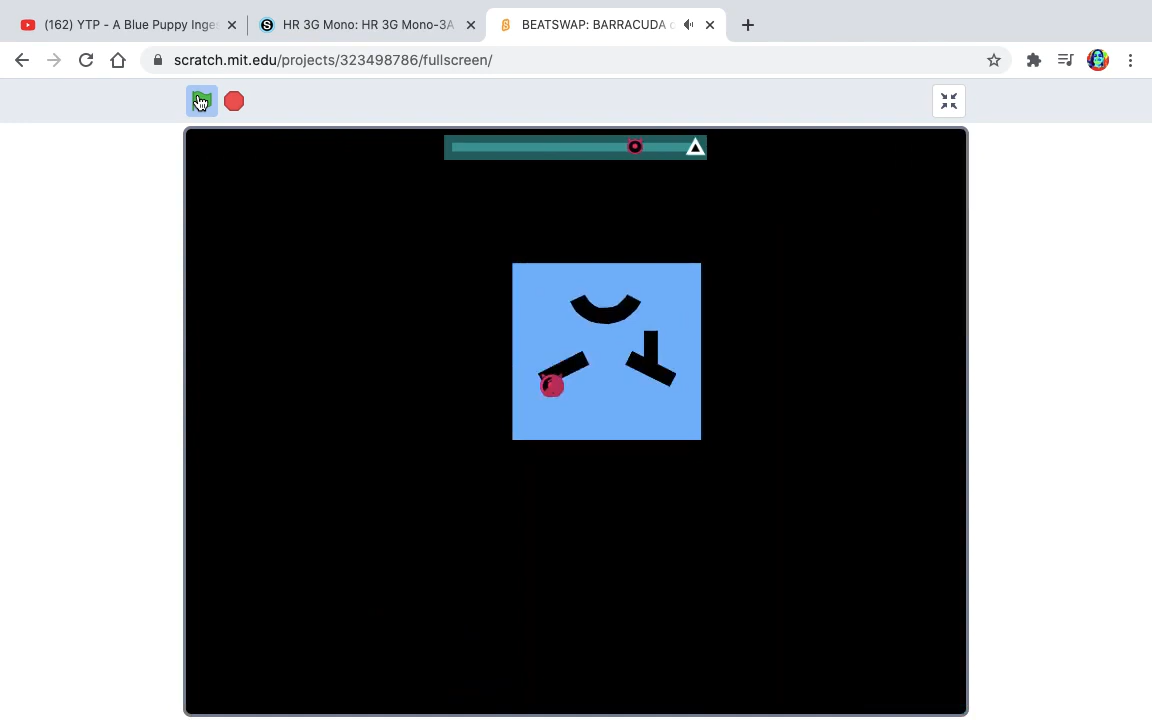 (162) YTP - A Blue Puppy Inge
HR 3G Mono: HR 3G Mono-3A
BEATSWAP: BARRACUDA
scratch.mit.edu/projects/323498786/fullscreen/